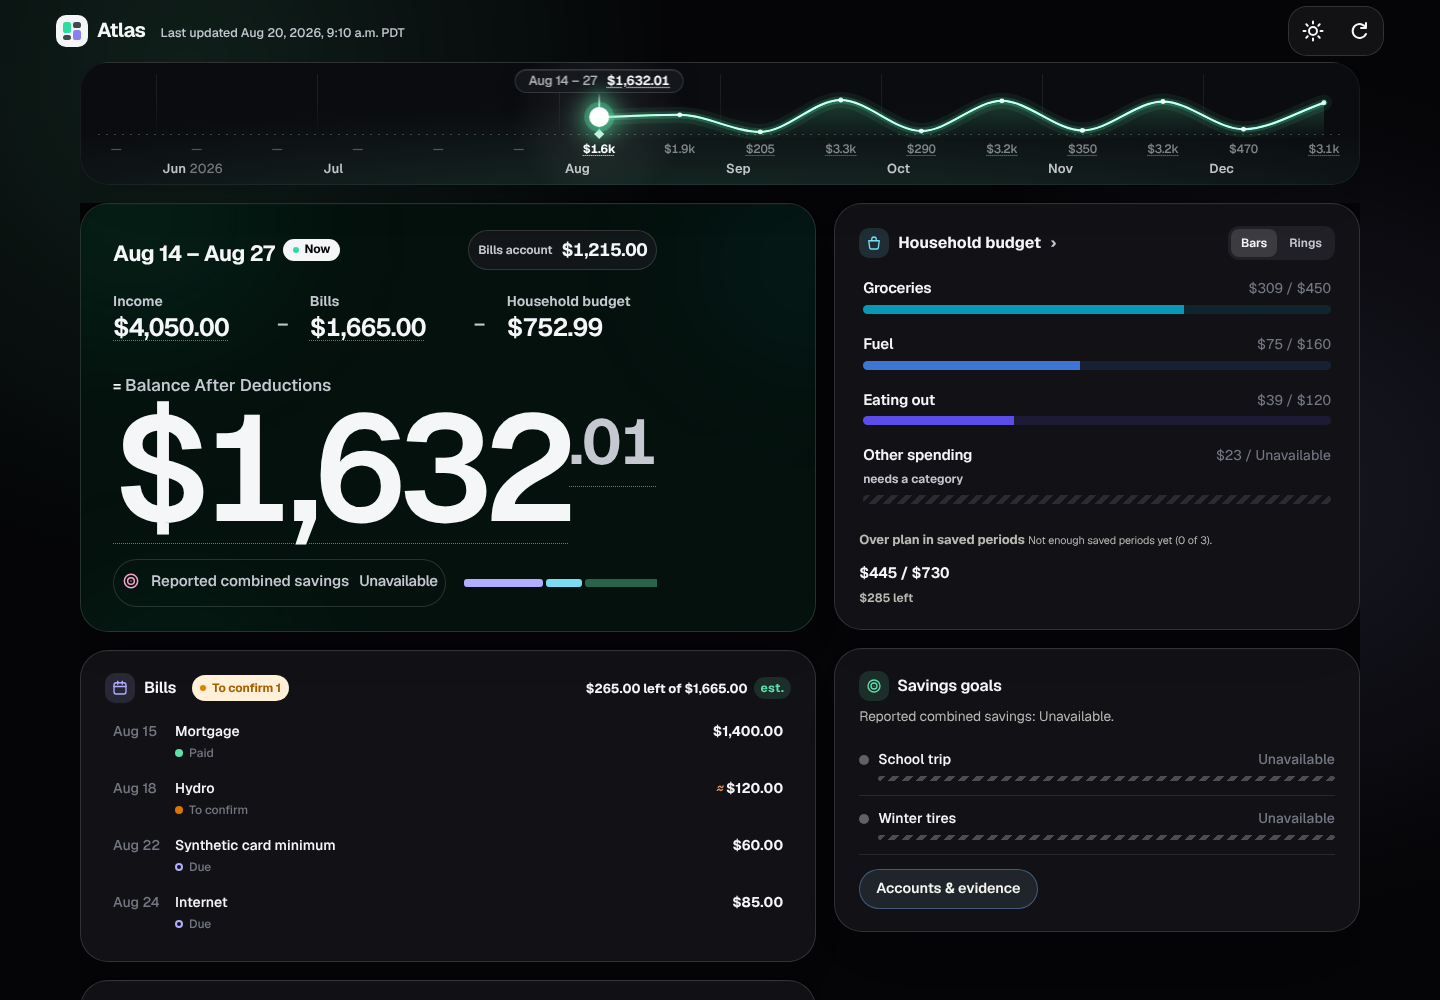 Atlas Last updated Aug 20, 2026, 9:10 a.m. PDT
Aug 14 – 27 $1,632.01
— — — — — — $1.6k $1.9k $205 $3.3k $290 $3.2k $350 $3.2k $470 $3.1k
Jun 2026 Jul Aug Sep Oct Nov Dec
Aug 14 – Aug 27 Now
Bills account $1,215.00
Income
$4,050.00
–
Bills
$1,665.00
–
Household budget
$752.99
= Balance After Deductions
$1,632.01
Reported combined savings Unavailable
Household budget ›
Bars Rings
Groceries $309 / $450
Fuel $75 / $160
Eating out $39 / $120
Other spending $23 / Unavailable
needs a category
Over plan in saved periods Not enough saved periods yet (0 of 3).
$445 / $730
$285 left
Bills To confirm 1 $265.00 left of $1,665.00 est.
Aug 15 Mortgage $1,400.00
Paid
Aug 18 Hydro ≈$120.00
To confirm
Aug 22 Synthetic card minimum $60.00
Due
Aug 24 Internet $85.00
Due
Savings goals
Reported combined savings: Unavailable.
School trip Unavailable
Winter tires Unavailable
Accounts & evidence